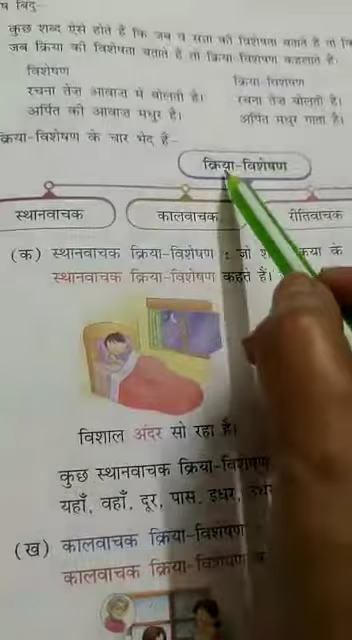 ष बिंदु–
कुछ शब्द ऐसे होते हैं कि जब व संज्ञा की विशेषता बताते हैं तो वि
जब क्रिया की विशेषता बताते हैं तो क्रिया विशेषण कहलाते हैं।
विशेषण
क्रिया-विशेषण
रचना तेज़ आवाज़ में बोलती है।
रचना तेज़ बोलती है।
अर्पित की आवाज़ मधुर है।
अर्पित मधुर गाता है।
क्रिया-विशेषण के चार भेद हैं–
क्रिया-विशेषण
स्थानवाचक
कालवाचक
रीतिवाचक
(क) स्थानवाचक क्रिया-विशेषण : जो श क्रिया के
स्थानवाचक क्रिया-विशेषण कहते हैं।
विशाल अंदर सो रहा है।
कुछ स्थानवाचक क्रिया-विशेषण
यहाँ, वहाँ, दूर, पास, इधर, उधर
(ख) कालवाचक क्रिया-विशेषण
कालवाचक क्रिया-विशेषण